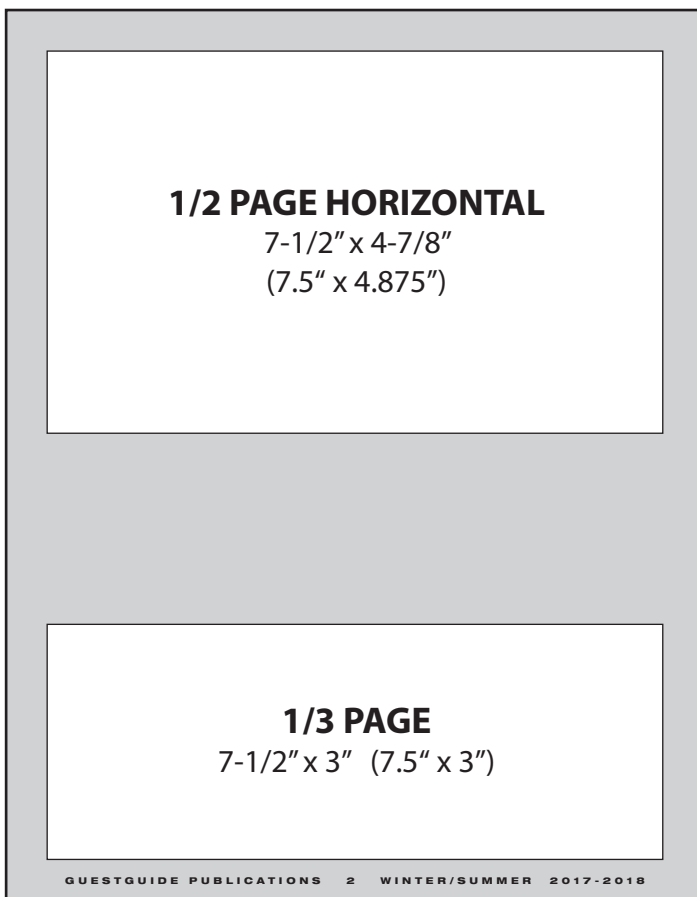 1/2 PAGE HORIZONTAL
7-1/2” x 4-7/8”
(7.5“ x 4.875”)
1/3 PAGE
7-1/2” x 3” (7.5“ x 3”)
GUESTGUIDE PUBLICATIONS 2 WINTER/SUMMER 2017-2018